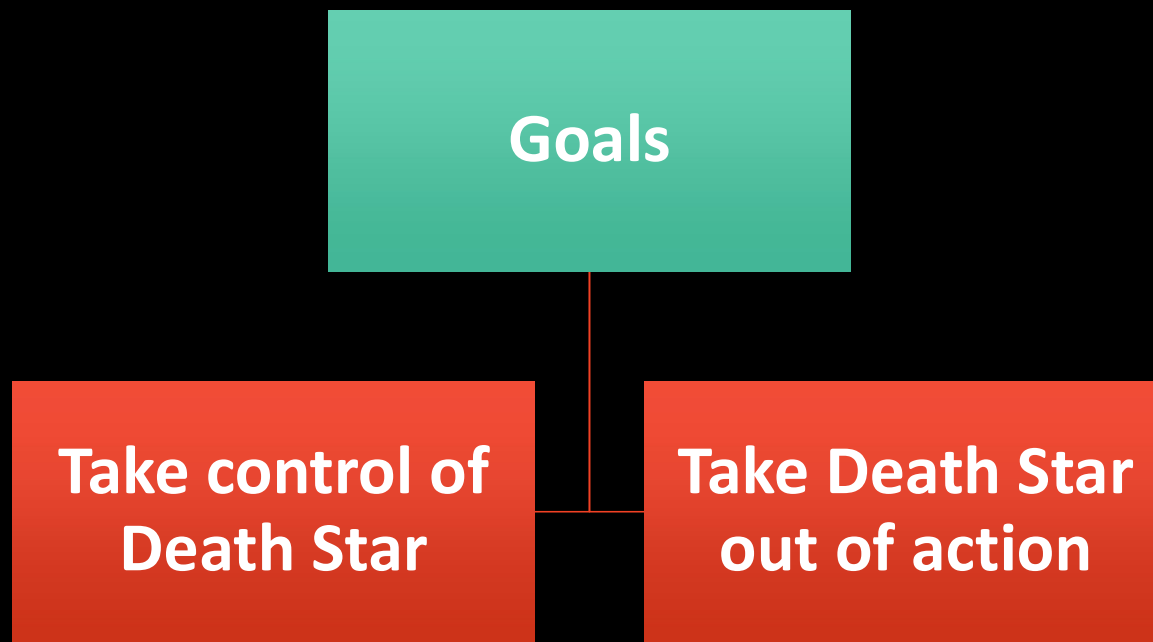 Goals
Take control of
Death Star
Take Death Star
out of action